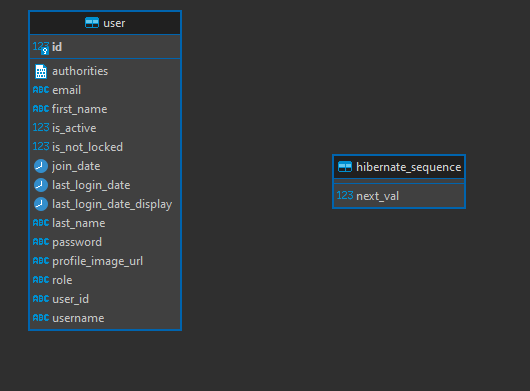 user
123 id
authorities
ABC email
ABC first_name
123 is_active
123 is_not_locked
join_date
last_login_date
last_login_date_display
ABC last_name
ABC password
ABC profile_image_url
ABC role
ABC user_id
ABC username
hibernate_sequence
123 next_val